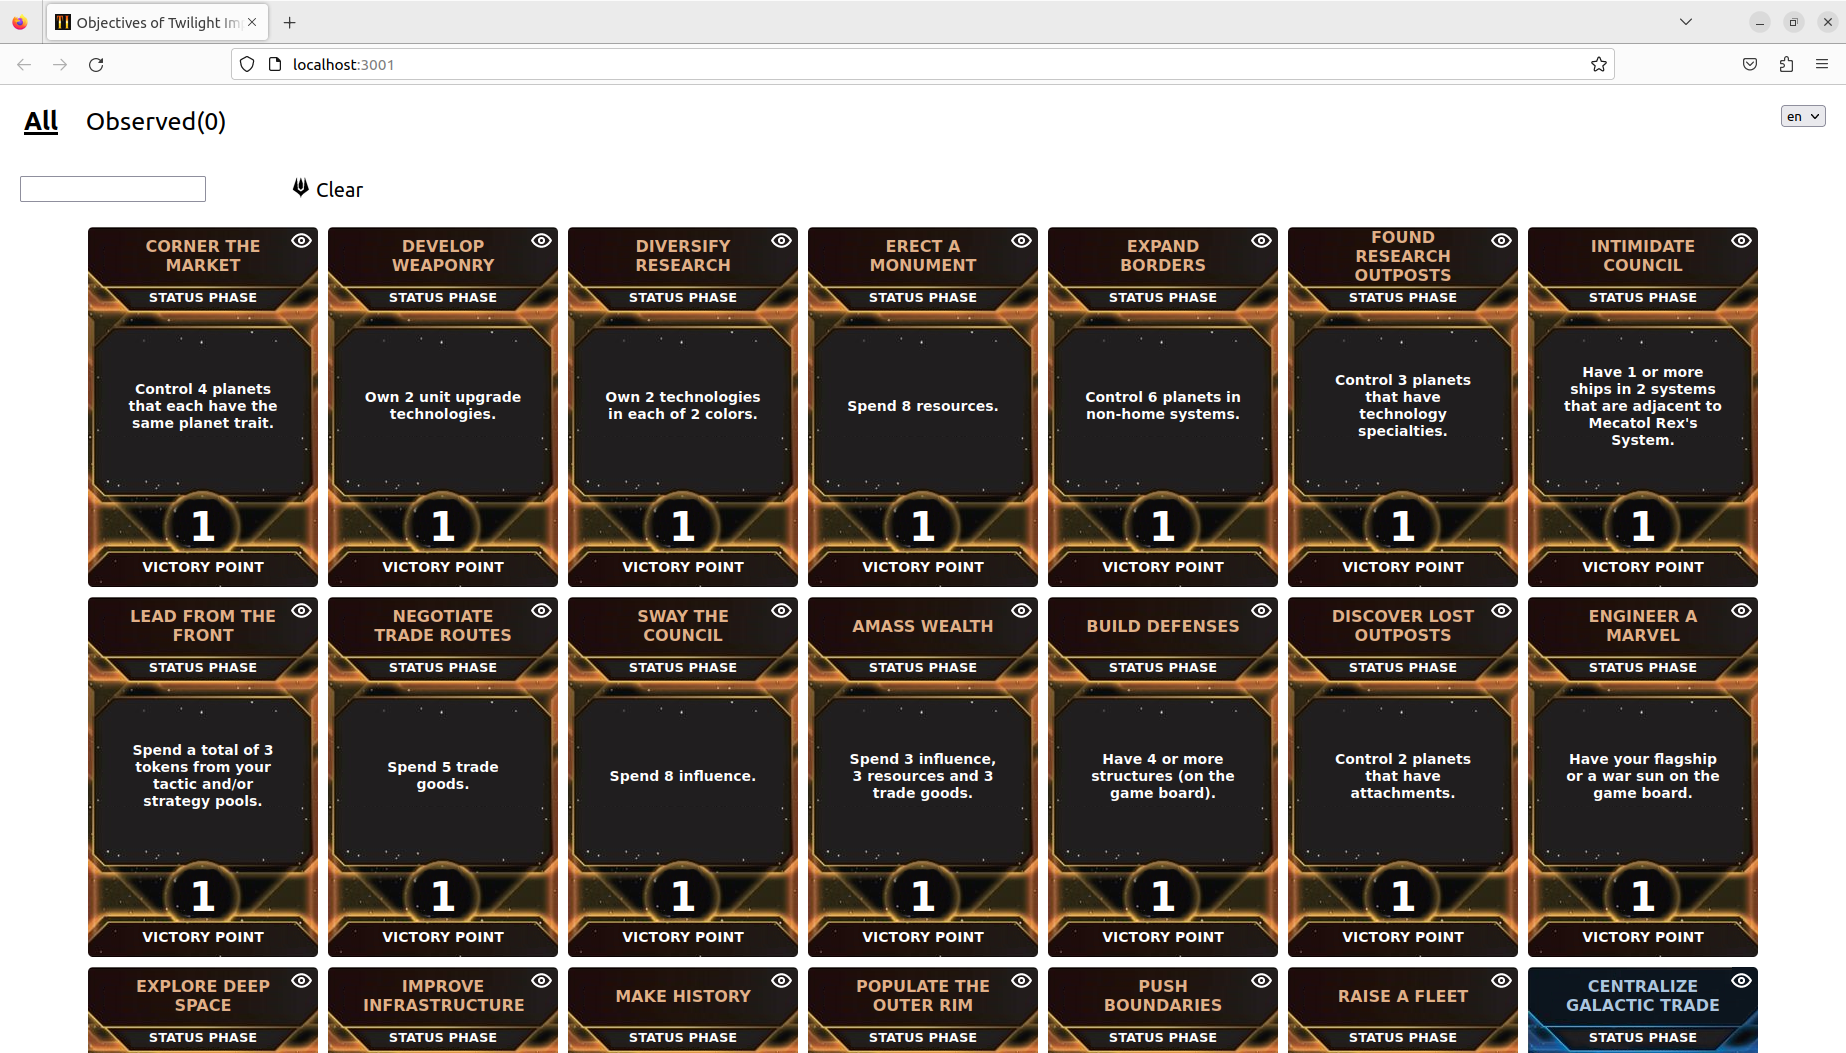 Objectives of Twilight Im
localhost:3001
All
Observed(0)
en
Clear
CORNER THE
MARKET
STATUS PHASE
Control 4 planets
that each have the
same planet trait.
1
VICTORY POINT
DEVELOP
WEAPONRY
STATUS PHASE
Own 2 unit upgrade
technologies.
1
VICTORY POINT
DIVERSIFY
RESEARCH
STATUS PHASE
Own 2 technologies
in each of 2 colors.
1
VICTORY POINT
ERECT A
MONUMENT
STATUS PHASE
Spend 8 resources.
1
VICTORY POINT
EXPAND
BORDERS
STATUS PHASE
Control 6 planets in
non-home systems.
1
VICTORY POINT
FOUND
RESEARCH
OUTPOSTS
STATUS PHASE
Control 3 planets
that have
technology
specialties.
1
VICTORY POINT
INTIMIDATE
COUNCIL
STATUS PHASE
Have 1 or more
ships in 2 systems
that are adjacent to
Mecatol Rex's
System.
1
VICTORY POINT
LEAD FROM THE
FRONT
STATUS PHASE
Spend a total of 3
tokens from your
tactic and/or
strategy pools.
1
VICTORY POINT
NEGOTIATE
TRADE ROUTES
STATUS PHASE
Spend 5 trade
goods.
1
VICTORY POINT
SWAY THE
COUNCIL
STATUS PHASE
Spend 8 influence.
1
VICTORY POINT
AMASS WEALTH
STATUS PHASE
Spend 3 influence,
3 resources and 3
trade goods.
1
VICTORY POINT
BUILD DEFENSES
STATUS PHASE
Have 4 or more
structures (on the
game board).
1
VICTORY POINT
DISCOVER LOST
OUTPOSTS
STATUS PHASE
Control 2 planets
that have
attachments.
1
VICTORY POINT
ENGINEER A
MARVEL
STATUS PHASE
Have your flagship
or a war sun on the
game board.
1
VICTORY POINT
EXPLORE DEEP
SPACE
STATUS PHASE
IMPROVE
INFRASTRUCTURE
STATUS PHASE
MAKE HISTORY
STATUS PHASE
POPULATE THE
OUTER RIM
STATUS PHASE
PUSH
BOUNDARIES
STATUS PHASE
RAISE A FLEET
STATUS PHASE
CENTRALIZE
GALACTIC TRADE
STATUS PHASE